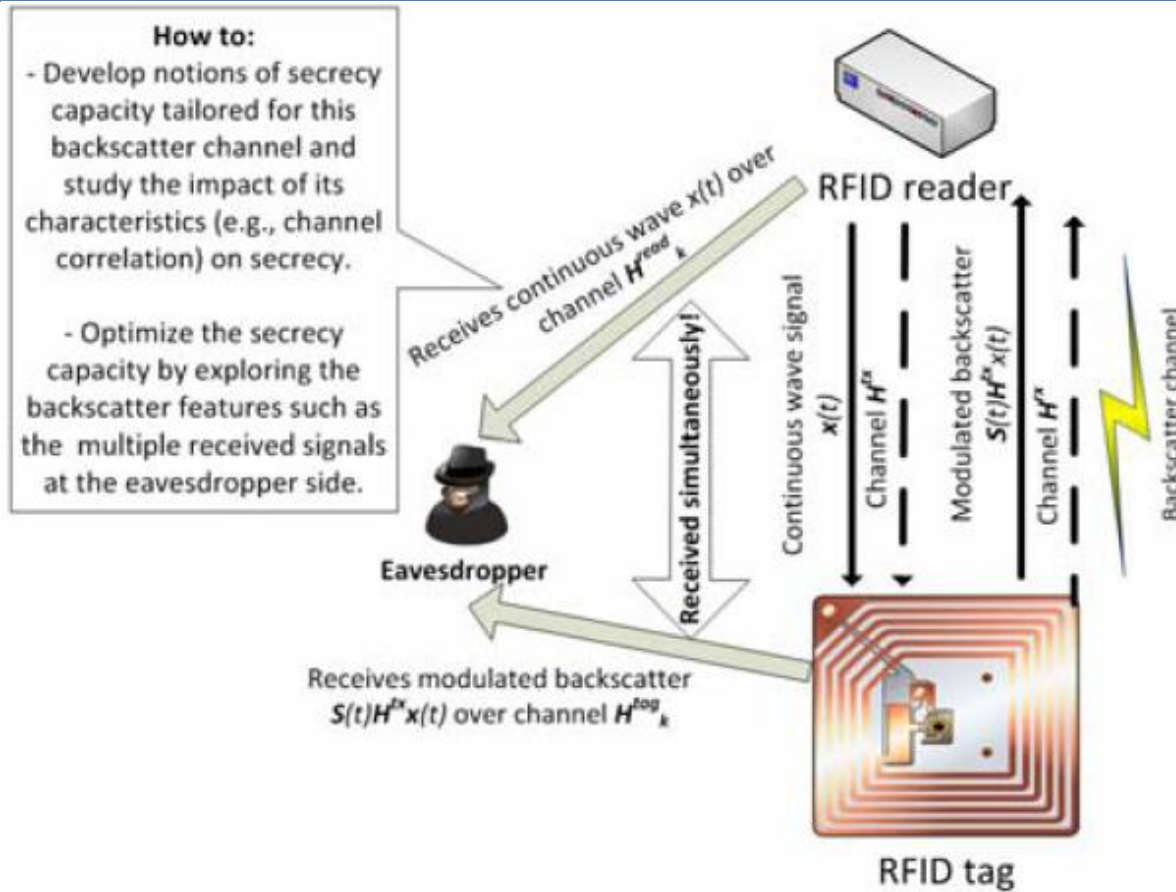 How to:
- Develop notions of secrecy
capacity tailored for this
backscatter channel and
study the impact of its
characteristics (e.g., channel
correlation) on secrecy.
- Optimize the secrecy
capacity by exploring the
backscatter features such as
the multiple received signals
at the eavesdropper side.
RFID reader
Receives continuous wave x(t) over
channel H^read_k
Received simultaneously!
Continuous wave signal
x(t)
Channel H^tx
Modulated backscatter
S(t)H^tx x(t)
Channel H^rx
Backscatter channel
Eavesdropper
Receives modulated backscatter
S(t)H^tx x(t) over channel H^tag_k
RFID tag